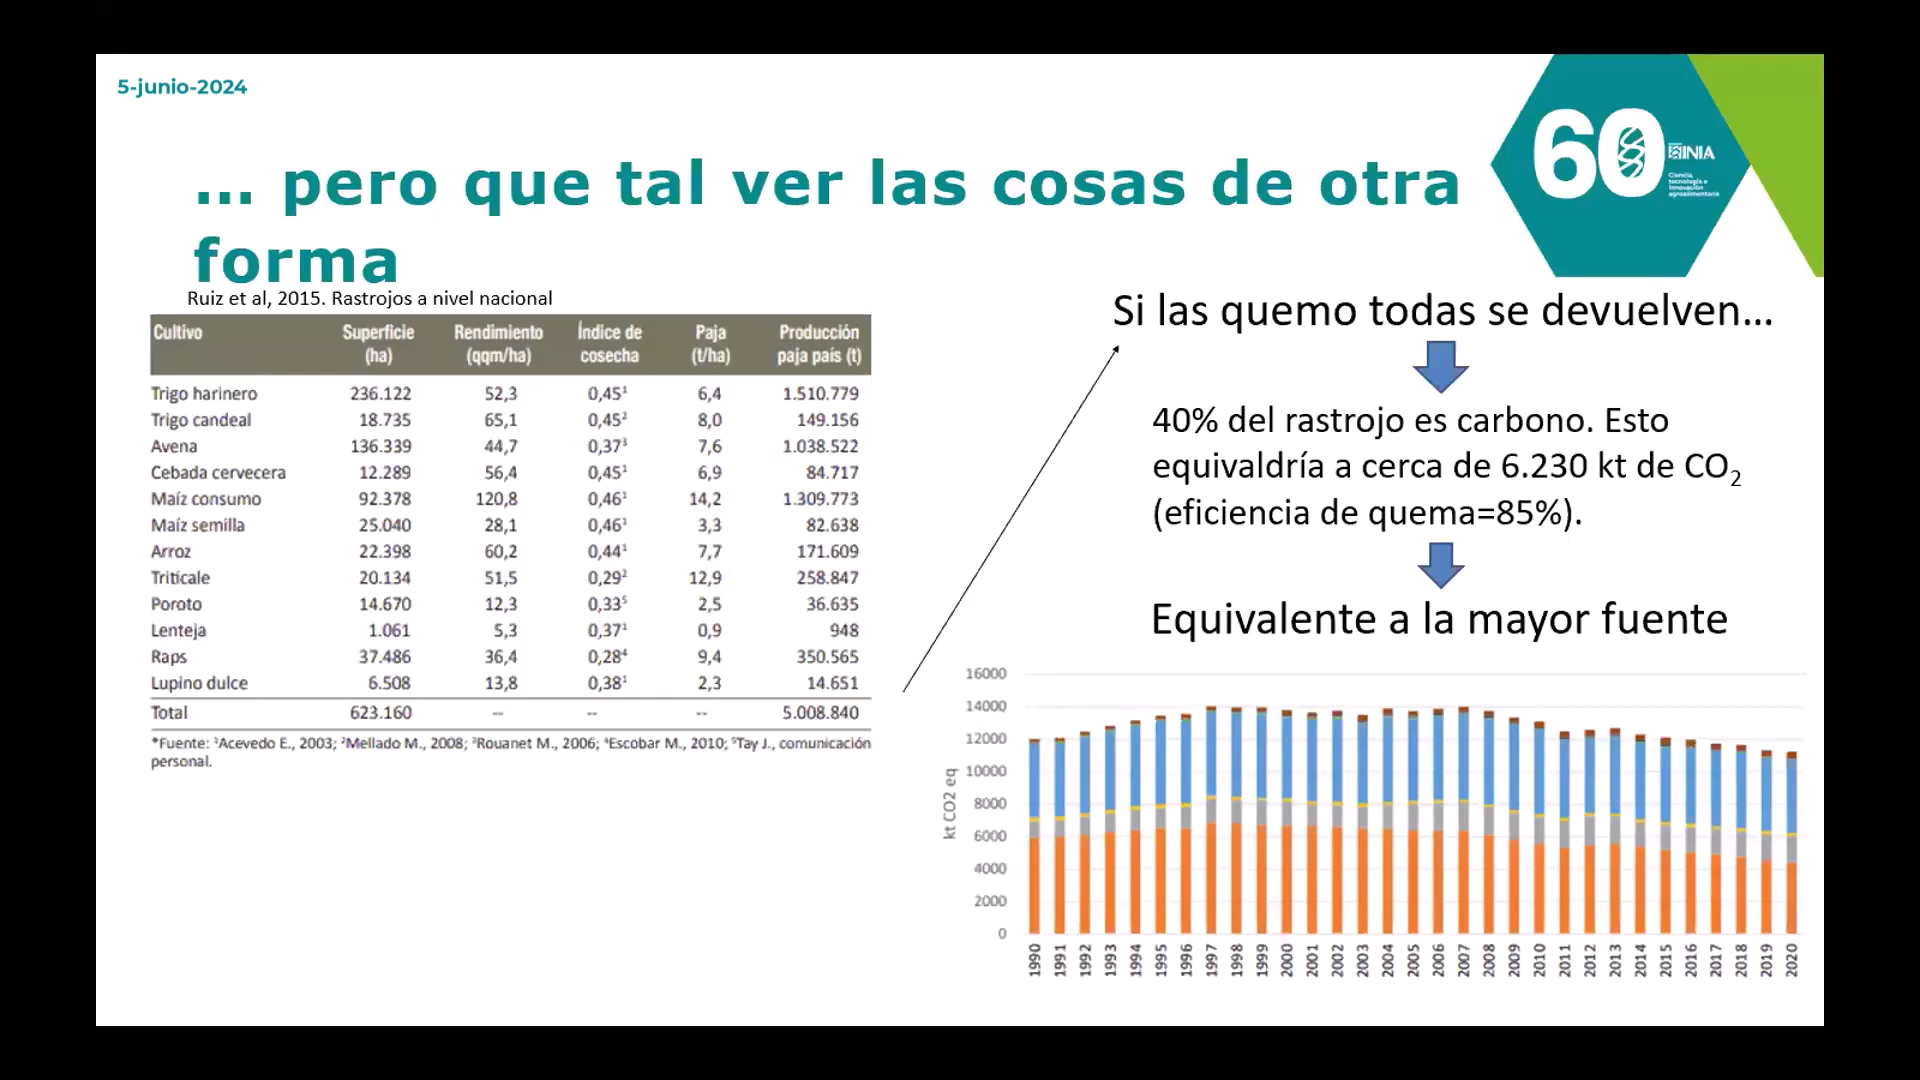 5-junio-2024
60
INIA
Ciencia,
tecnología e
innovación
agroalimentaria
... pero que tal ver las cosas de otra
forma
Ruiz et al, 2015. Rastrojos a nivel nacional
Cultivo Superficie (ha) Rendimiento (qqm/ha) Índice de cosecha Paja (t/ha) Producción paja país (t)
Trigo harinero 236.122 52,3 0,45¹ 6,4 1.510.779
Trigo candeal 18.735 65,1 0,45² 8,0 149.156
Avena 136.339 44,7 0,37³ 7,6 1.038.522
Cebada cervecera 12.289 56,4 0,45¹ 6,9 84.717
Maíz consumo 92.378 120,8 0,46¹ 14,2 1.309.773
Maíz semilla 25.040 28,1 0,46¹ 3,3 82.638
Arroz 22.398 60,2 0,44¹ 7,7 171.609
Triticale 20.134 51,5 0,29² 12,9 258.847
Poroto 14.670 12,3 0,33⁵ 2,5 36.635
Lenteja 1.061 5,3 0,37¹ 0,9 948
Raps 37.486 36,4 0,28⁴ 9,4 350.565
Lupino dulce 6.508 13,8 0,38¹ 2,3 14.651
Total 623.160 -- -- -- 5.008.840
*Fuente: ¹Acevedo E., 2003; ²Mellado M., 2008; ³Rouanet M., 2006; ⁴Escobar M., 2010; ⁵Tay J., comunicación
personal.
Si las quemo todas se devuelven...
40% del rastrojo es carbono. Esto
equivaldría a cerca de 6.230 kt de CO₂
(eficiencia de quema=85%).
Equivalente a la mayor fuente
kt CO2 eq
16000
14000
12000
10000
8000
6000
4000
2000
0
1990 1991 1992 1993 1994 1995 1996 1997 1998 1999 2000 2001 2002 2003 2004 2005 2006 2007 2008 2009 2010 2011 2012 2013 2014 2015 2016 2017 2018 2019 2020